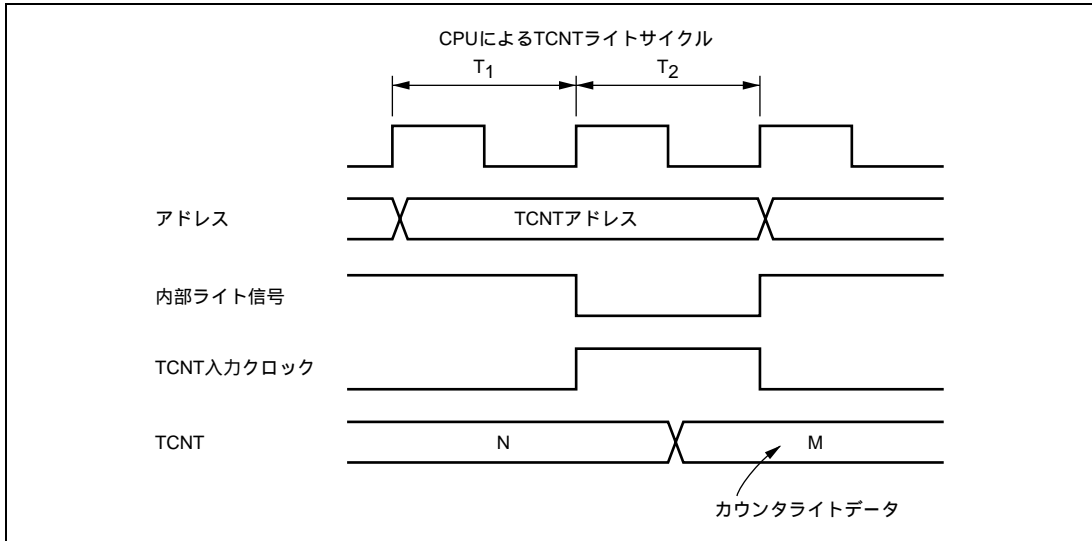 CPUによるTCNTライトサイクル
T1 T2
アドレス TCNTアドレス
内部ライト信号
TCNT入力クロック
TCNT N M
カウンタライトデータ